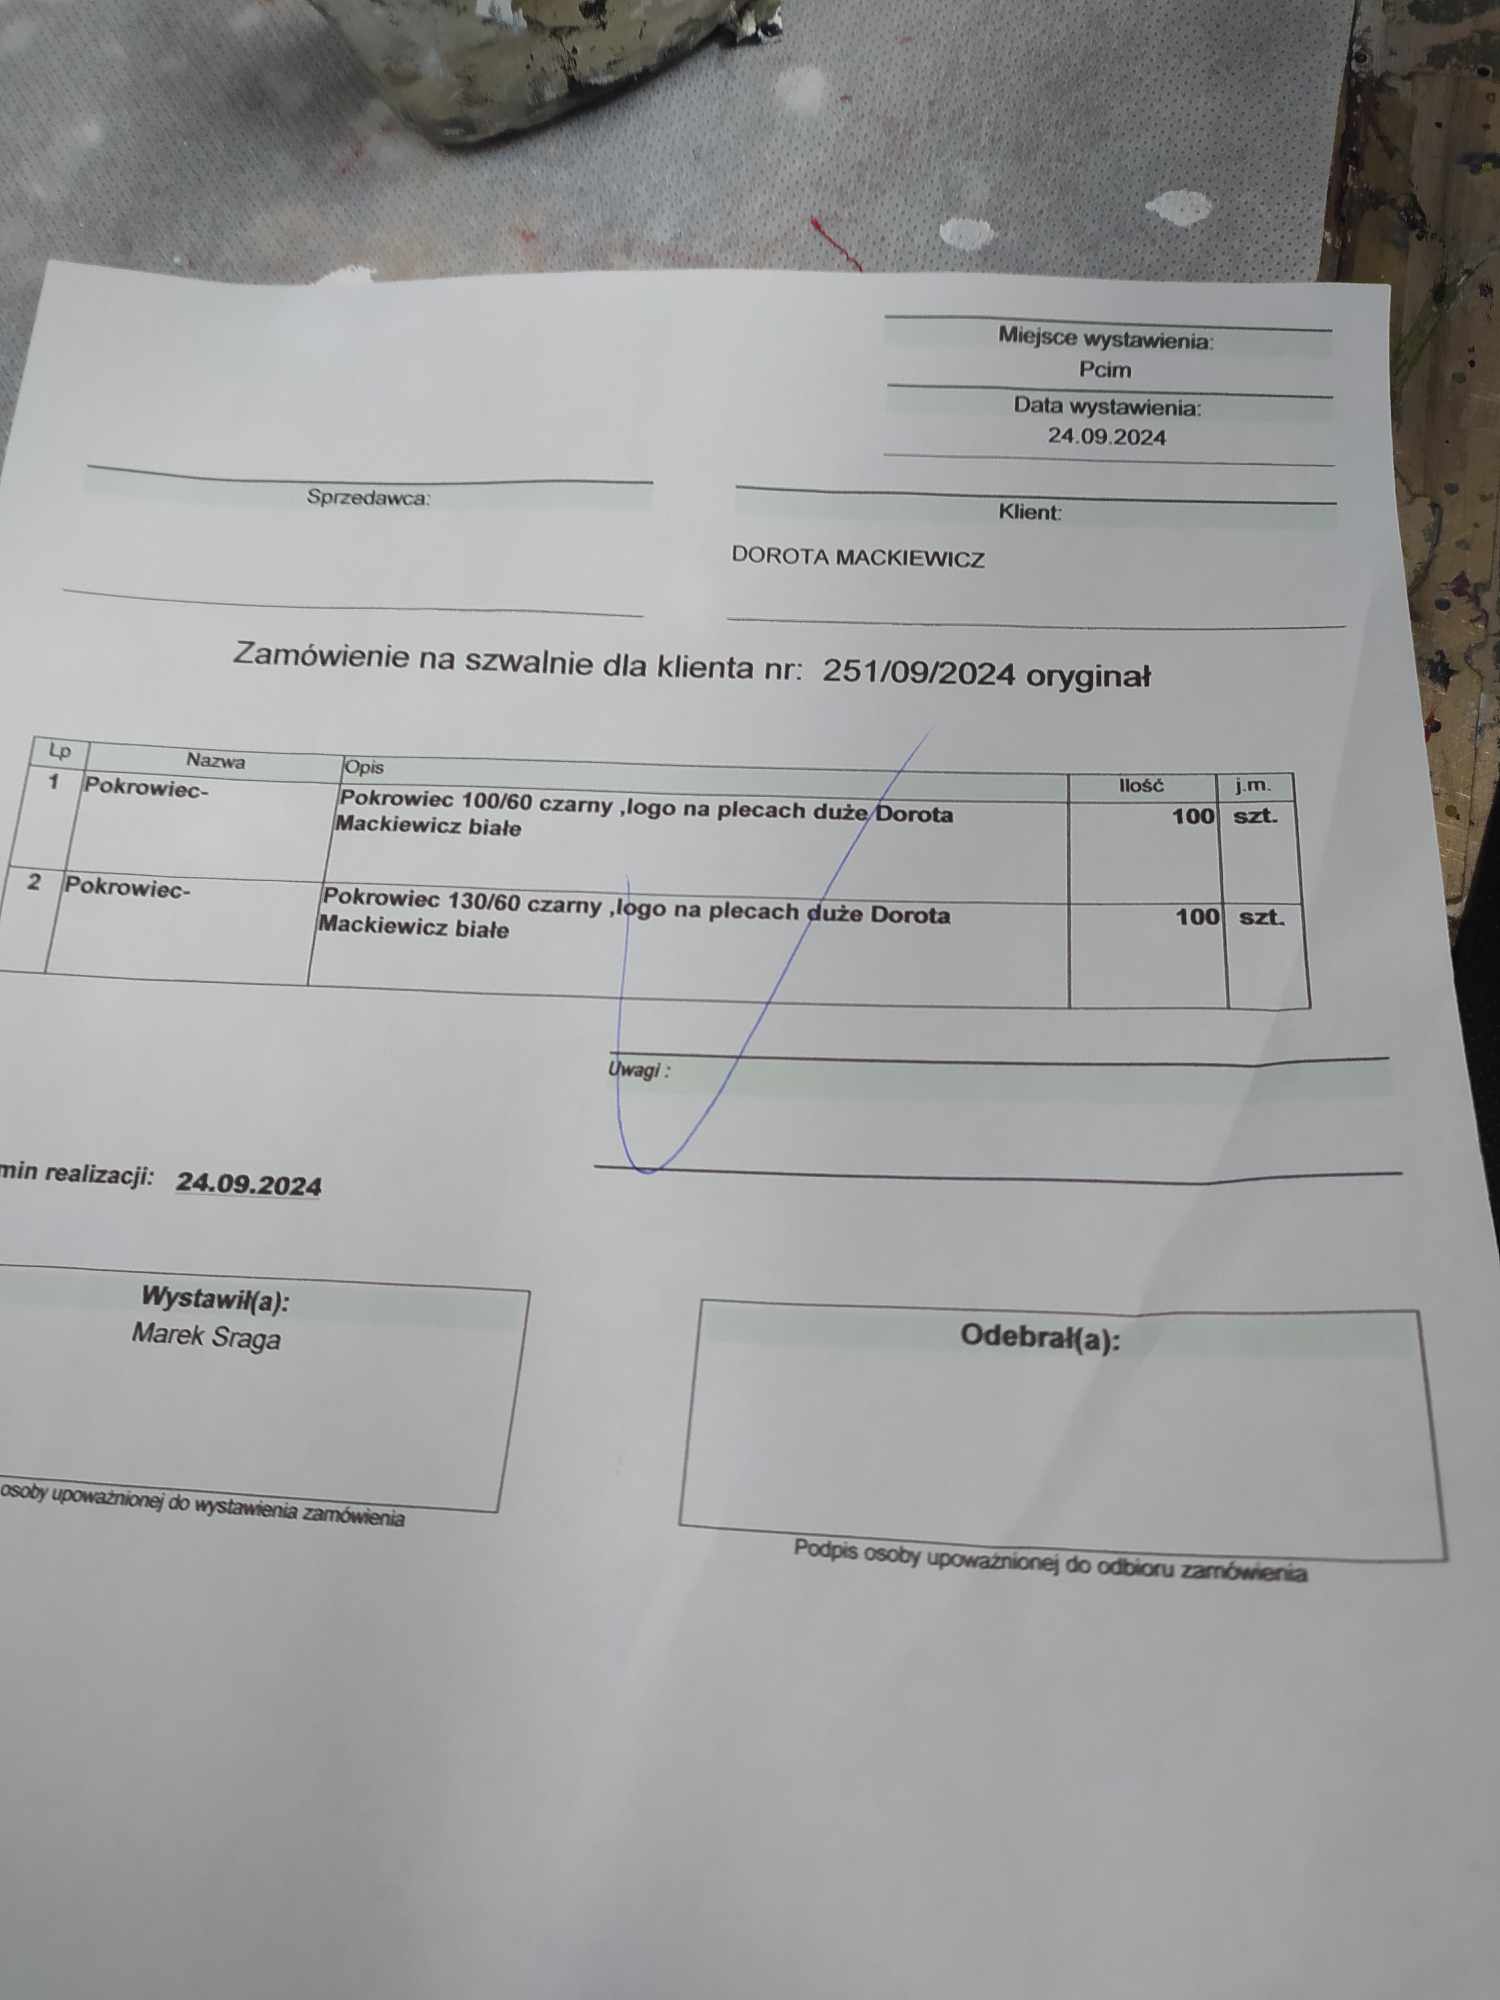 Miejsce wystawienia:
Pcim
Data wystawienia:
24.09.2024
Sprzedawca:
Klient:
DOROTA MACKIEWICZ
Zamówienie na szwalnie dla klienta nr: 251/09/2024 oryginał
Lp Nazwa Opis Ilość j.m.
1 Pokrowiec- Pokrowiec 100/60 czarny ,logo na plecach duże Dorota 100 szt.
Mackiewicz białe
2 Pokrowiec- Pokrowiec 130/60 czarny ,logo na plecach duże Dorota 100 szt.
Mackiewicz białe
Uwagi :
min realizacji: 24.09.2024
Wystawił(a):
Marek Sraga
Odebrał(a):
osoby upoważnionej do wystawienia zamówienia
Podpis osoby upoważnionej do odbioru zamówienia